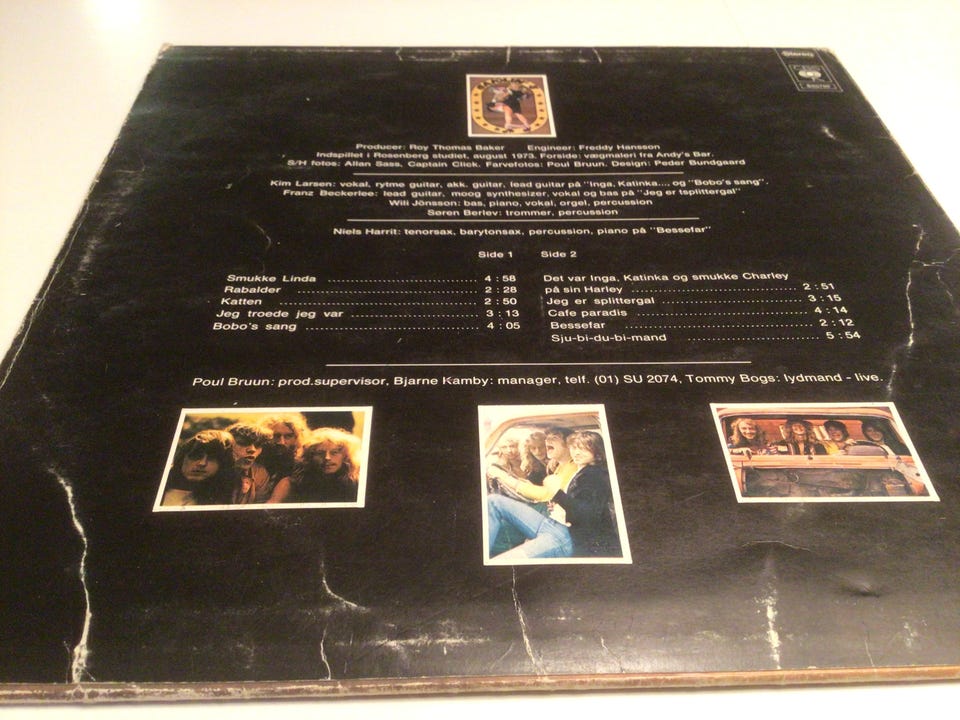 Stereo
CBS
Producer: Roy Thomas Baker Engineer: Freddy Hansson
Indspillet i Rosenberg studiet, august 1973. Forside: vægmaleri fra Andy's Bar.
S/H fotos: Allan Sass, Captain Click. Farvefotos: Poul Bruun. Design: Peder Bundgaard
Kim Larsen: vokal, rytme guitar, akk. guitar, lead guitar på "Inga, Katinka..., og "Bobo's sang".
Franz Beckerlee: lead guitar, moog synthesizer, vokal og bas på "Jeg er tsplittergal"
Wili Jönsson: bas, piano, vokal, orgel, percussion
Søren Berlev: trommer, percussion
Niels Harrit: tenorsax, barytonsax, percussion, piano på "Bessefar"
Side 1 Side 2
Smukke Linda 4:58
Rabalder 2:28
Katten 2:50
Jeg troede jeg var 3:13
Bobo's sang 4:05
Det var Inga, Katinka og smukke Charley
på sin Harley 2:51
Jeg er splittergal 3:15
Cafe paradis 4:14
Bessefar 2:12
Sju-bi-du-bi-mand 5:54
Poul Bruun: prod.supervisor, Bjarne Kamby: manager, telf. (01) SU 2074, Tommy Bogs: lydmand - live.